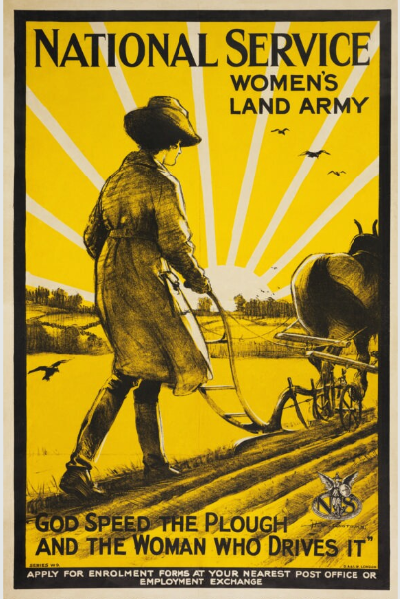 NATIONAL SERVICE
WOMEN'S
LAND ARMY
NS
"GOD SPEED THE PLOUGH
AND THE WOMAN WHO DRIVES IT"
APPLY FOR ENROLMENT FORMS AT YOUR NEAREST POST OFFICE OR
EMPLOYMENT EXCHANGE